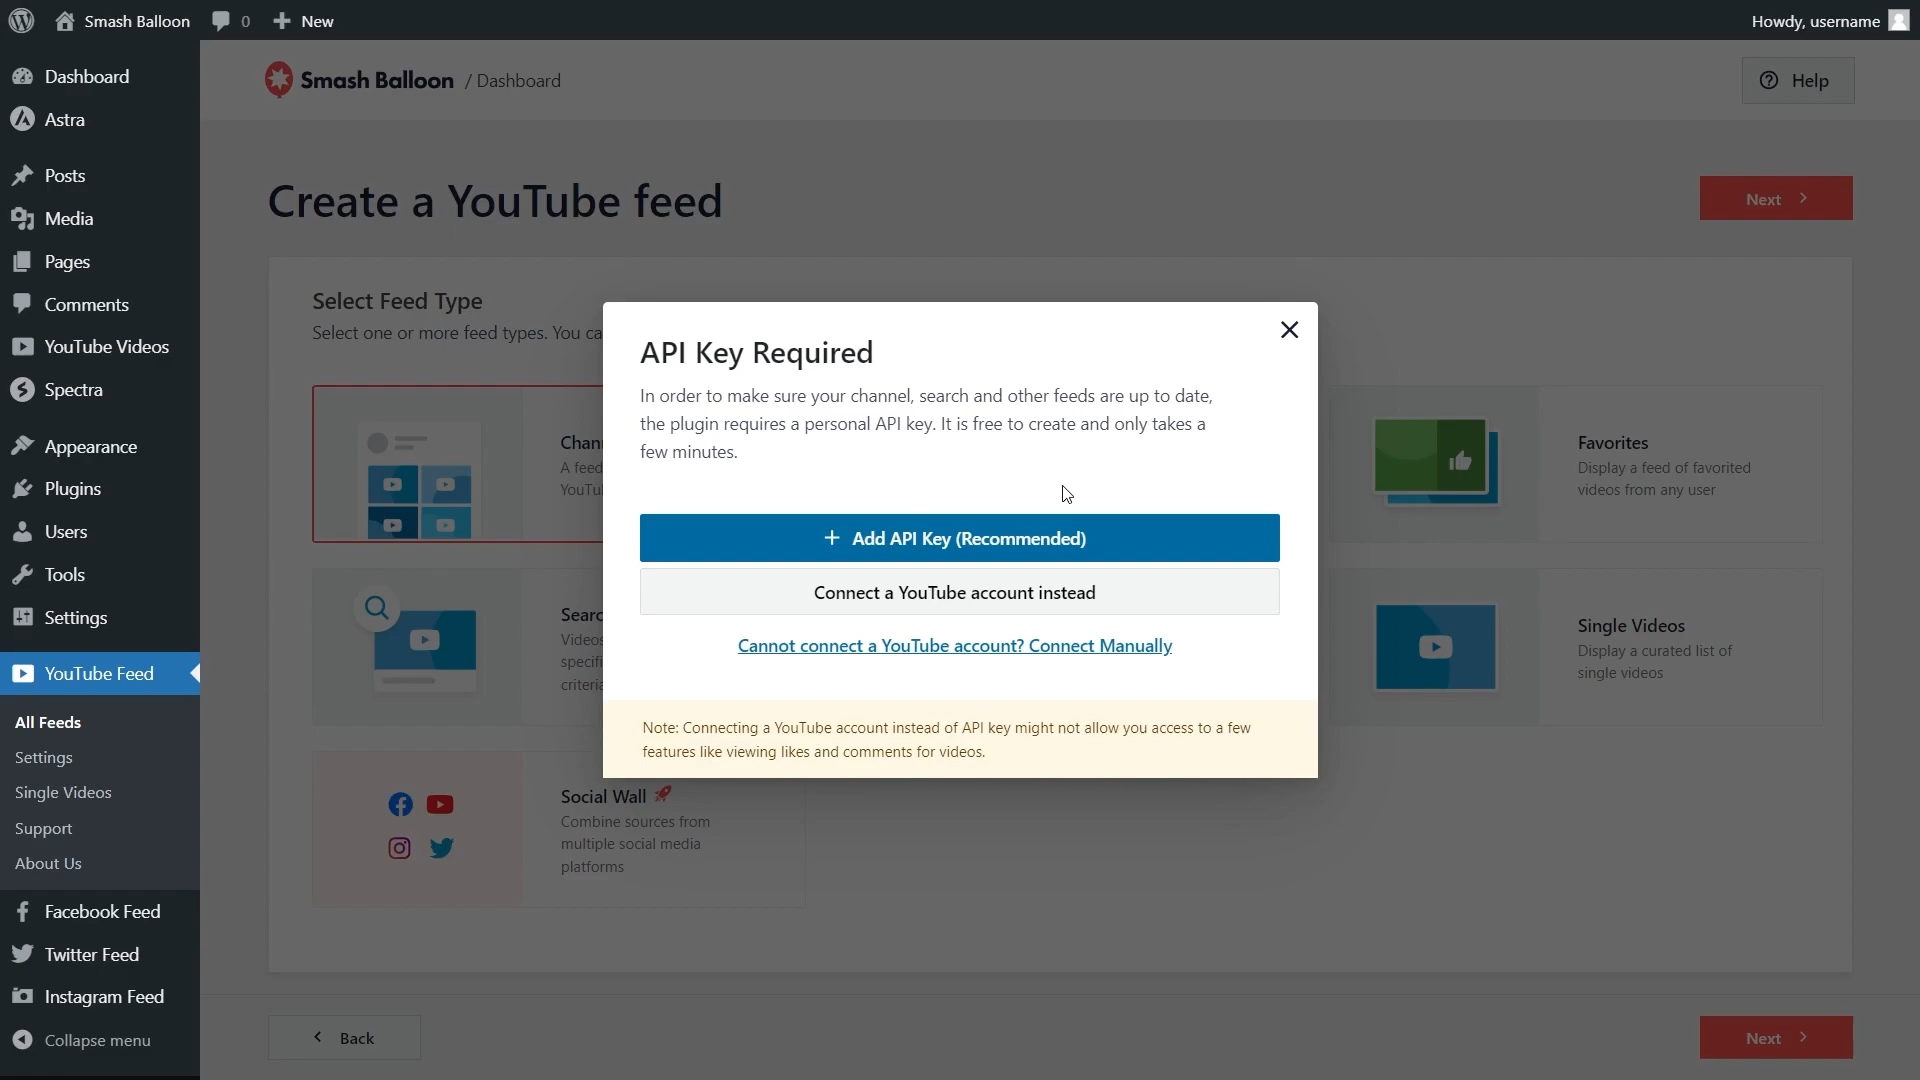 Smash Balloon
0
New
Howdy, username
Dashboard
Astra
Posts
Media
Pages
Comments
YouTube Videos
Spectra
Appearance
Plugins
Users
Tools
Settings
YouTube Feed
All Feeds
Settings
Single Videos
Support
About Us
Facebook Feed
Twitter Feed
Instagram Feed
Collapse menu
Smash Balloon / Dashboard
Help
Create a YouTube feed
Next
Select Feed Type
Select one or more feed types. You ca
Chan
A feed
YouTu
Favorites
Display a feed of favorited
videos from any user
Searc
Videos
specifi
criteria
Single Videos
Display a curated list of
single videos
Social Wall
Combine sources from
multiple social media
platforms
API Key Required
In order to make sure your channel, search and other feeds are up to date,
the plugin requires a personal API key. It is free to create and only takes a
few minutes.
+ Add API Key (Recommended)
Connect a YouTube account instead
Cannot connect a YouTube account? Connect Manually
Note: Connecting a YouTube account instead of API key might not allow you access to a few
features like viewing likes and comments for videos.
Back
Next